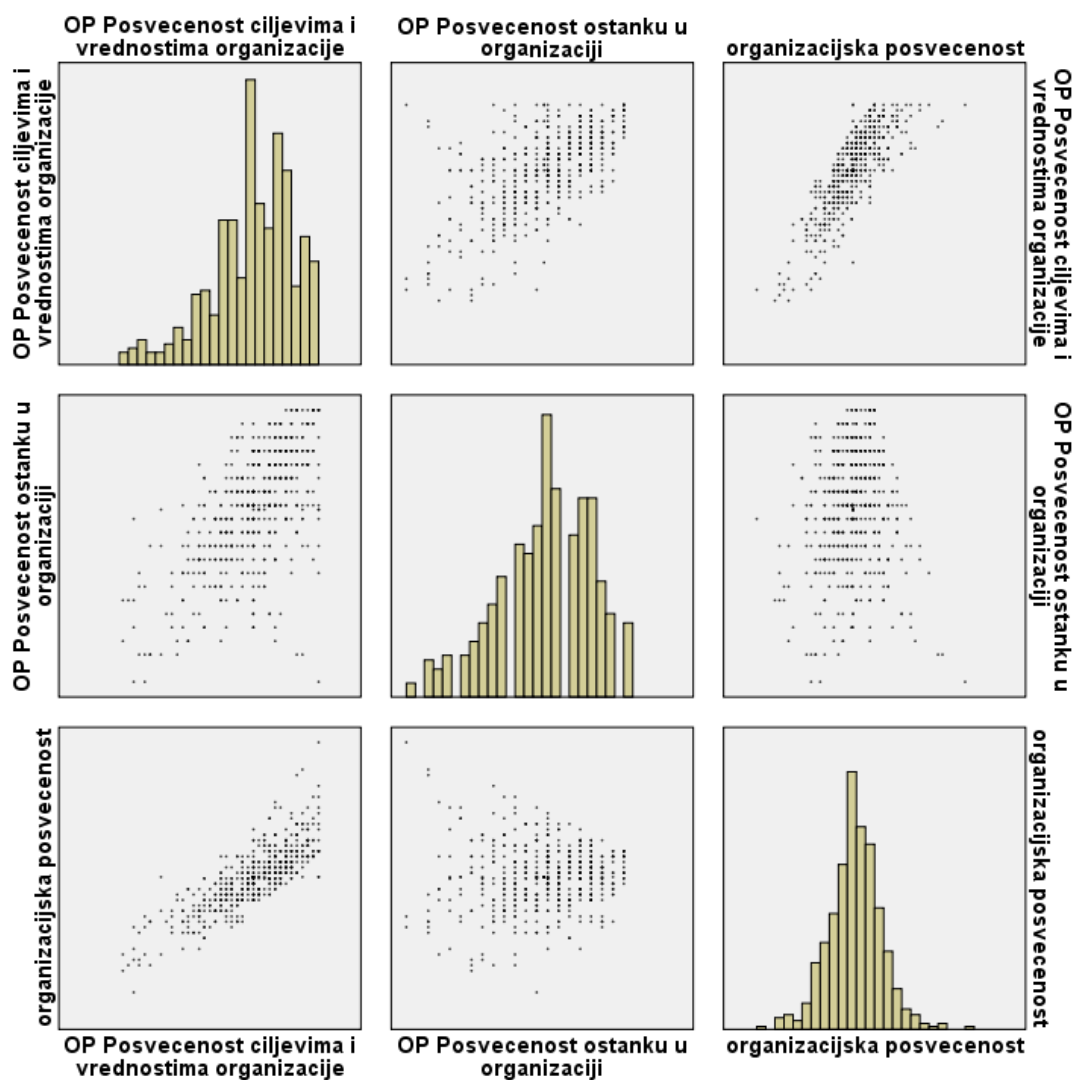 OP Posvecenost ciljevima i
vrednostima organizacije
OP Posvecenost ostanku u
organizaciji
organizacijska posvecenost
OP Posvecenost ciljevima i
vrednostima organizacije
OP Posvecenost ciljevima i
vrednostima organizacije
OP Posvecenost ostanku u
organizaciji
OP Posvecenost ostanku u
organizaciji
organizacijska posvecenost
organizacijska posvecenost
OP Posvecenost ciljevima i
vrednostima organizacije
OP Posvecenost ostanku u
organizaciji
organizacijska posvecenost